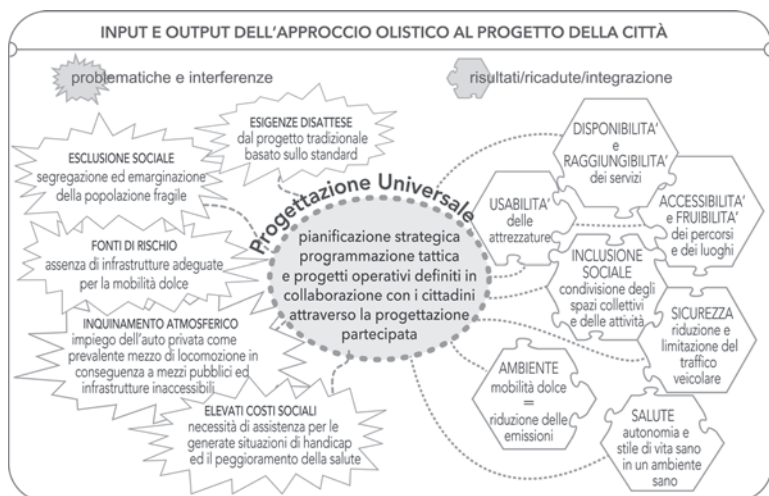 INPUT E OUTPUT DELL'APPROCCIO OLISTICO AL PROGETTO DELLA CITTÀ
problematiche e interferenze
risultati/ricadute/integrazione
ESIGENZE DISATTESE
dal progetto tradizionale
basato sullo standard
ESCLUSIONE SOCIALE
segregazione ed emarginazione
della popolazione fragile
FONTI DI RISCHIO
assenza di infrastrutture adeguate
per la mobilità dolce
INQUINAMENTO ATMOSFERICO
impiego dell'auto privata come
prevalente mezzo di locomozione in
conseguenza a mezzi pubblici ed
infrastrutture inaccessibili
ELEVATI COSTI SOCIALI
necessità di assistenza per le
generate situazioni di handicap
ed il peggioramento della salute
Progettazione Universale
pianificazione strategica
programmazione tattica
e progetti operativi definiti in
collaborazione con i cittadini
attraverso la progettazione
partecipata
DISPONIBILITA'
e
RAGGIUNGIBILITA'
dei servizi
USABILITA'
delle
attrezzature
ACCESSIBILITA'
e FRUIBILITA'
dei percorsi
e dei luoghi
INCLUSIONE
SOCIALE
condivisione degli
spazi collettivi
e delle attività
SICUREZZA
riduzione e
limitazione del
traffico
veicolare
AMBIENTE
mobilità dolce
=
riduzione delle
emissioni
SALUTE
autonomia e
stile di vita sano
in un ambiente
sano